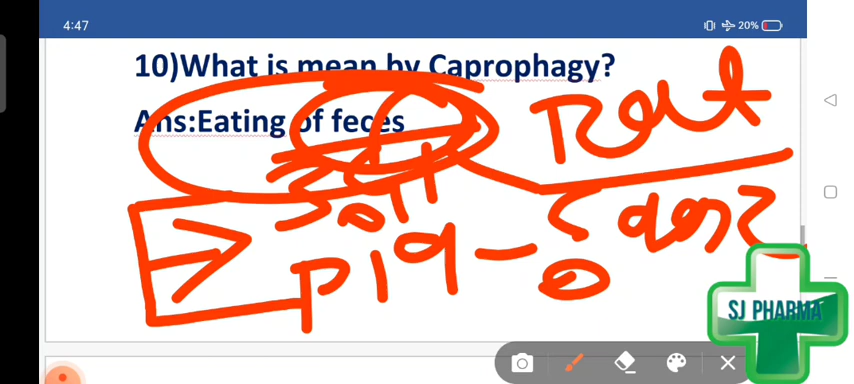 4:47
20%
10)What is mean by Caprophagy?
Ans:Eating of feces
Rat
pig -
SJ PHARMA